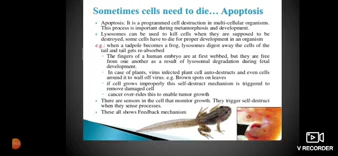 Sometimes cells need to die... Apoptosis
Apoptosis: It is a programmed cell destruction in multi-cellular organisms.
This process is important during metamorphosis and development.
Lysosomes can be used to kill cells when they are supposed to be
destroyed, some cells have to die for proper development in an organism
e.g : when a tadpole becomes a frog, lysosomes digest away the cells of the
tail and tail gets re-absorbed
The fingers of a human embryo are at first webbed, but they are free
from one another as a result of lysosomal degradation during fetal
development.
In case of plants, virus infected plant cell auto-destructs and even cells
around it to wall off virus. e.g. Brown spots on leaves
if cell grows improperly this self-destruct mechanism is triggered to
remove damaged cell
cancer over-rides this to enable tumor growth
There are sensors in the cell that monitor growth. They trigger self-destruct
when they sense processes.
These all shows Feedback mechanism
V RECORDER